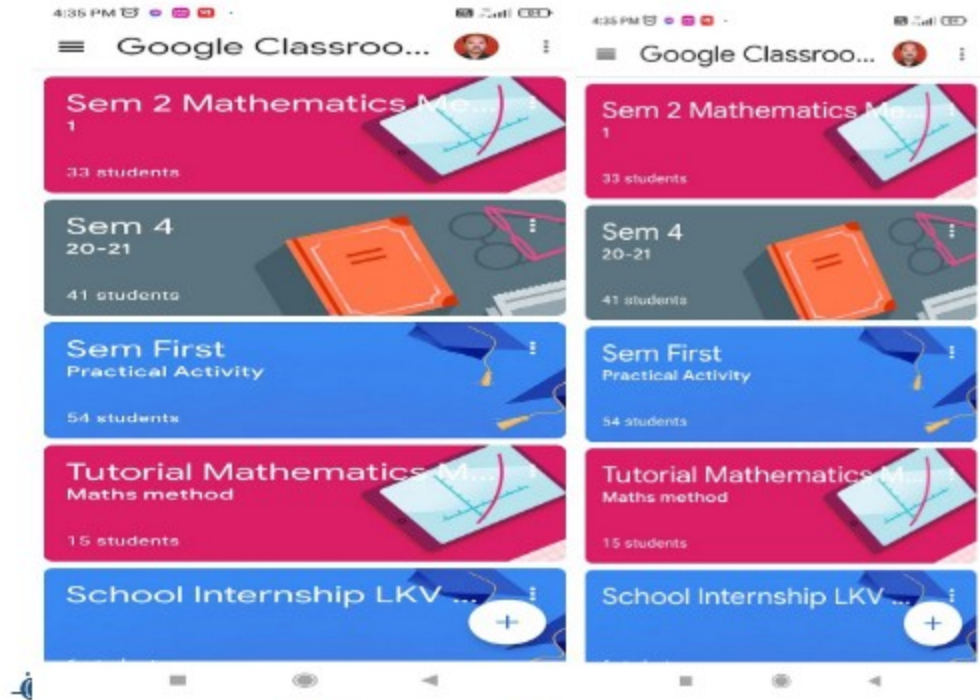 4:35 PM
Google Classroo...
Sem 2 Mathematics Me...
1
33 students
Sem 4
20-21
41 students
Sem First
Practical Activity
54 students
Tutorial Mathematics M...
Maths method
15 students
School Internship LKV ...
4:35 PM
Google Classroo...
Sem 2 Mathematics Me...
1
33 students
Sem 4
20-21
41 students
Sem First
Practical Activity
54 students
Tutorial Mathematics M...
Maths method
15 students
School Internship LKV ...